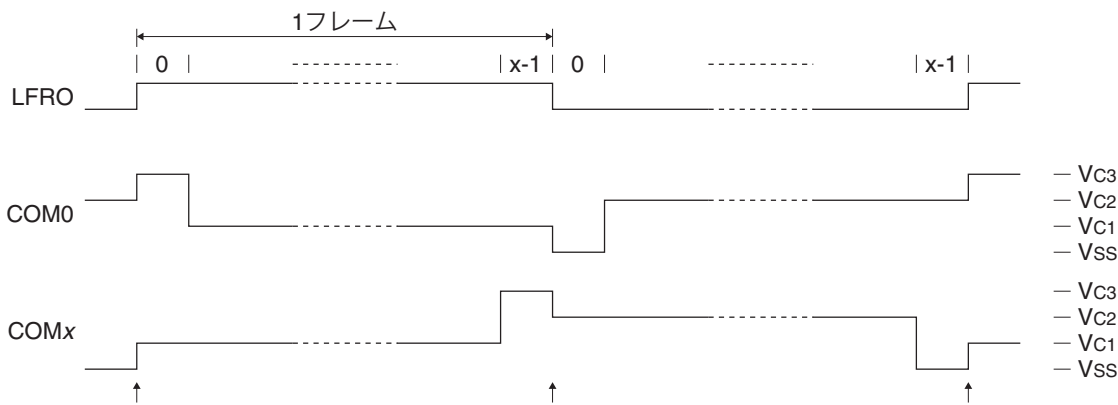 1フレーム
0 x-1 0 x-1
LFRO
COM0
VC3
VC2
VC1
VSS
COMx
VC3
VC2
VC1
VSS